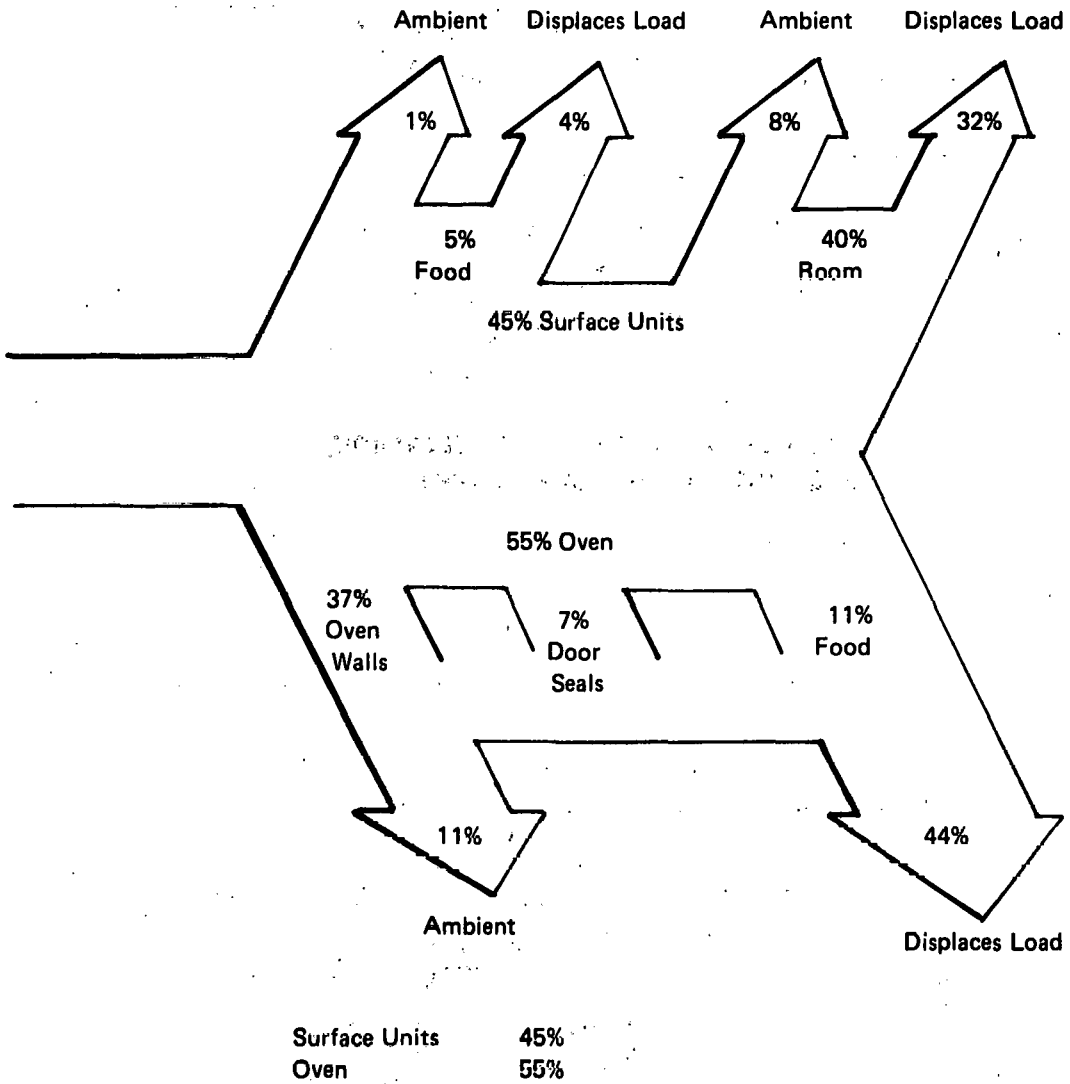 Ambient Displaces Load Ambient Displaces Load
1% 4% 8% 32%
5% 40%
Food Room
45% Surface Units
55% Oven
37%
Oven
Walls
7%
Door
Seals
11%
Food
11% 44%
Ambient
Displaces Load
Surface Units 45%
Oven 55%